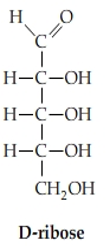 H O
C
H–C–OH
H–C–OH
H–C–OH
CH₂OH
D-ribose